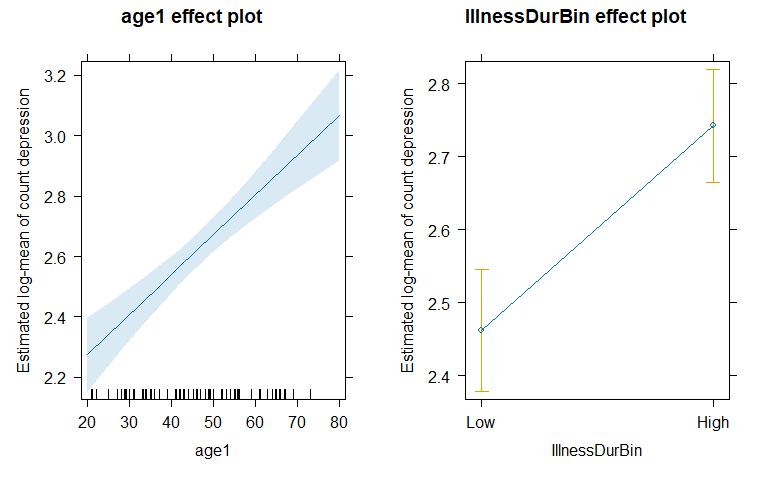 age1 effect plot
Estimated log-mean of count depression
3.2
3.0
2.8
2.6
2.4
2.2
20 30 40 50 60 70 80
age1
IllnessDurBin effect plot
Estimated log-mean of count depression
2.8
2.7
2.6
2.5
2.4
Low High
IllnessDurBin